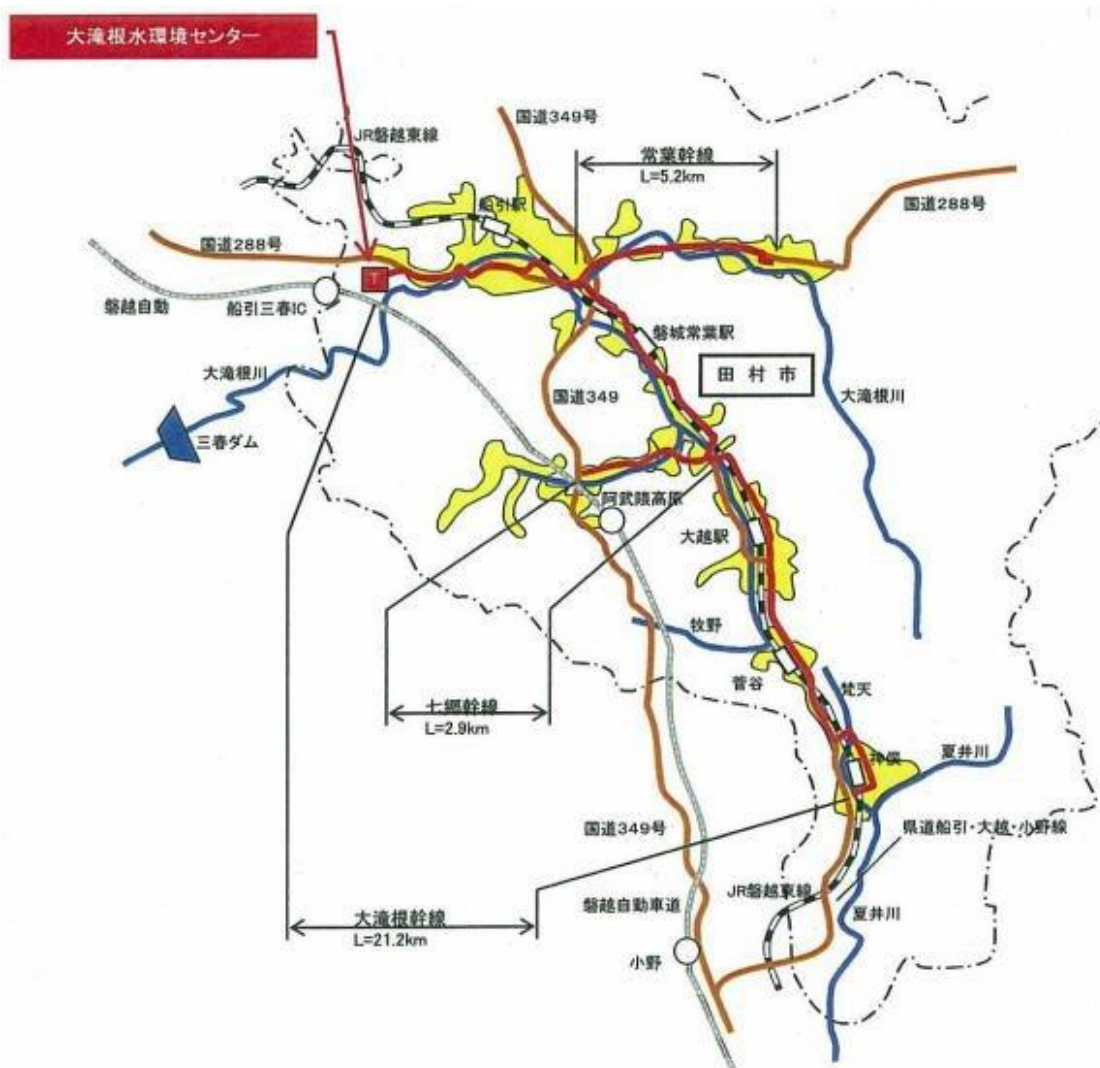 大滝根水環境センター
国道349号
JR磐越東線
常葉幹線
L=5.2km
船引駅
国道288号
国道288号
T
磐越自動
船引三春IC
磐城常葉駅
田村市
大滝根川
国道349
大滝根川
三春ダム
阿武隈高原
大越駅
牧野
菅谷
梵天
七郷幹線
L=2.9km
神俣
夏井川
国道349号
県道船引・大越・小野線
JR磐越東線
大滝根幹線
L=21.2km
磐越自動車道
夏井川
小野